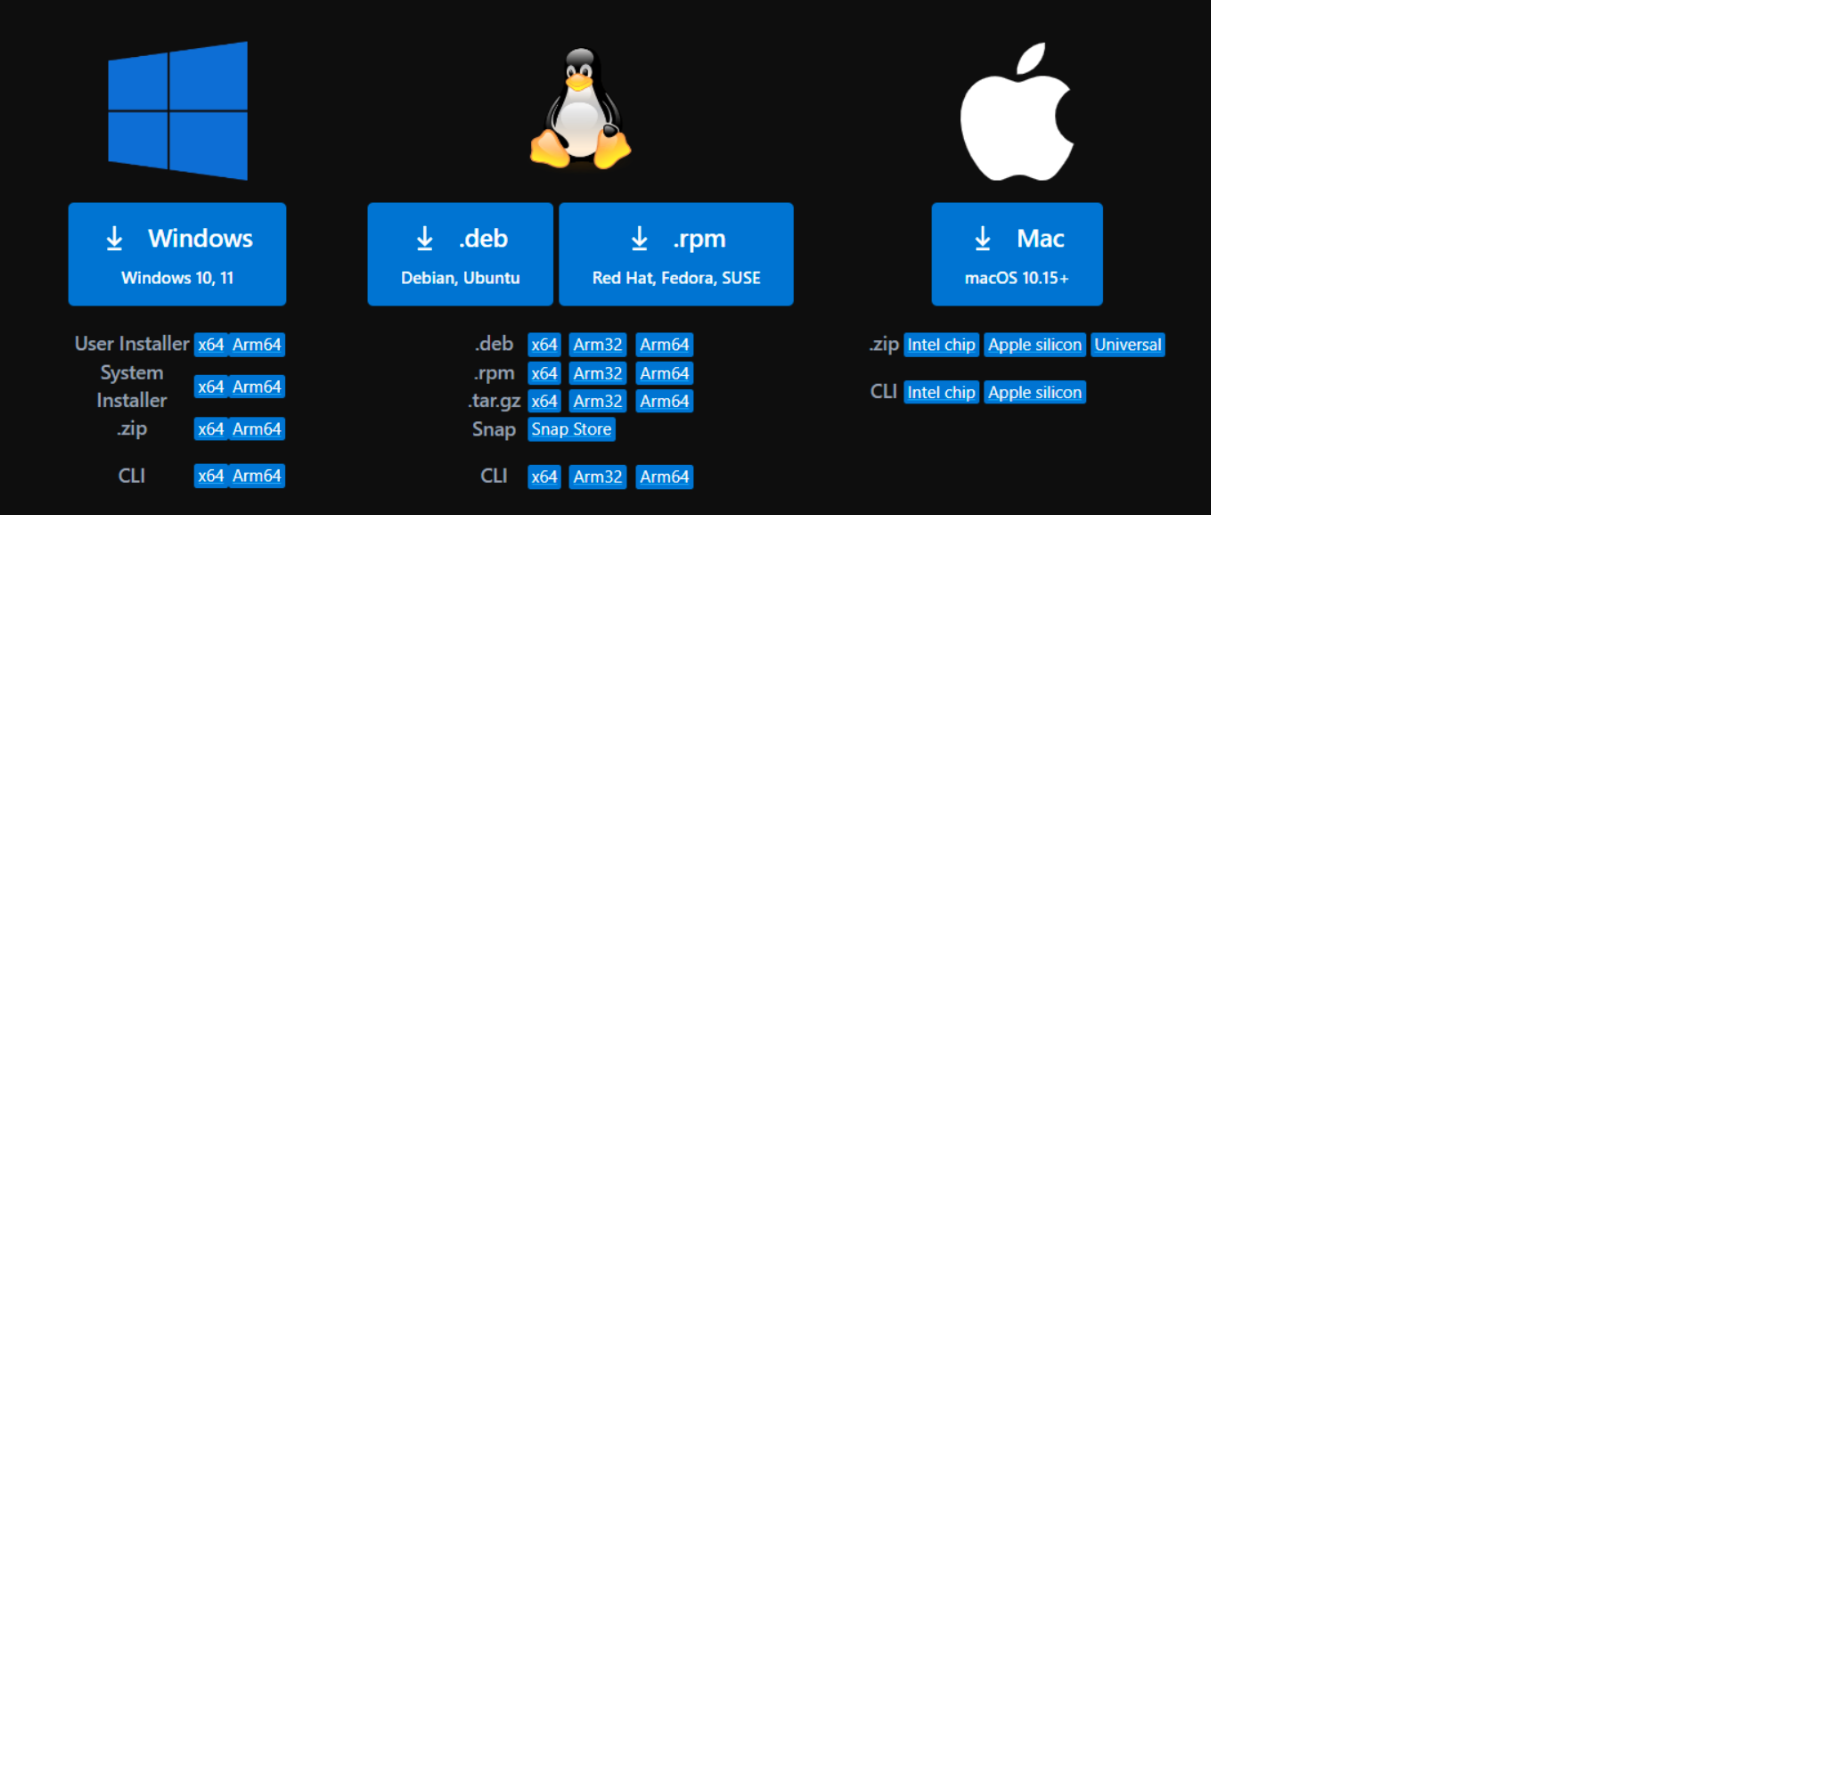 Windows
Windows 10, 11
User Installer x64 Arm64
System
Installer
x64 Arm64
.zip x64 Arm64
CLI x64 Arm64
.deb
Debian, Ubuntu
.rpm
Red Hat, Fedora, SUSE
.deb x64 Arm32 Arm64
.rpm x64 Arm32 Arm64
.tar.gz x64 Arm32 Arm64
Snap Snap Store
CLI x64 Arm32 Arm64
Mac
macOS 10.15+
.zip Intel chip Apple silicon Universal
CLI Intel chip Apple silicon